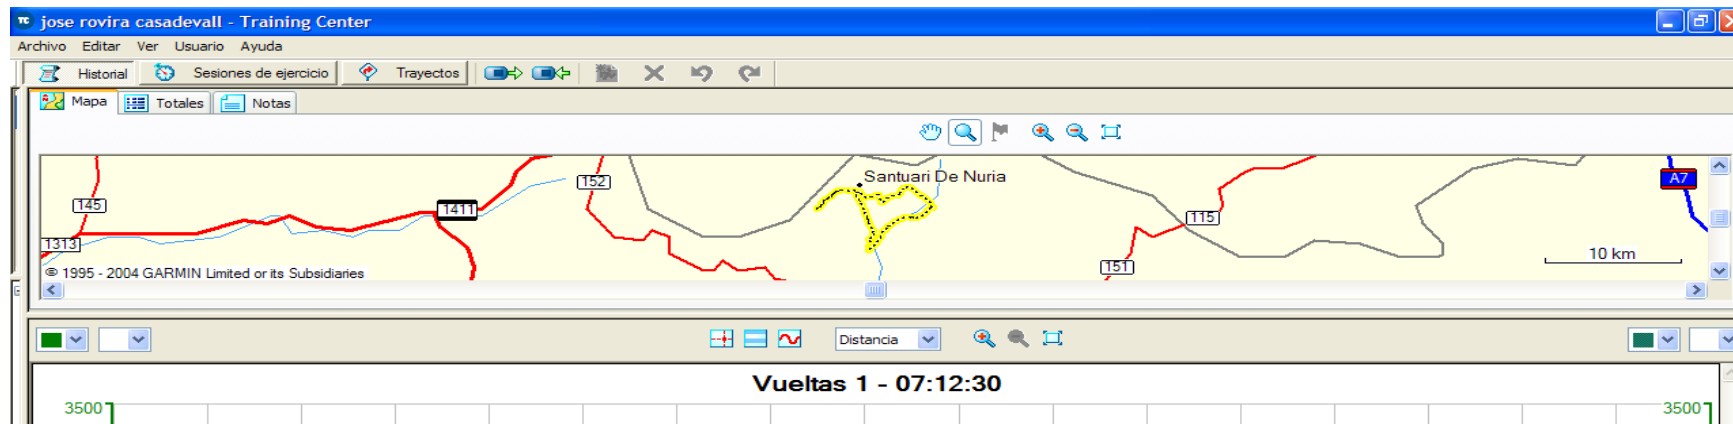 TC jose rovira casadevall - Training Center
Archivo Editar Ver Usuario Ayuda
Historial Sesiones de ejercicio Trayectos
Mapa Totales Notas
Santuari De Nuria
152
A7
145
1411
115
1313
10 km
151
© 1995 - 2004 GARMIN Limited or its Subsidiaries
Distancia
Vueltas 1 - 07:12:30
3500 3500